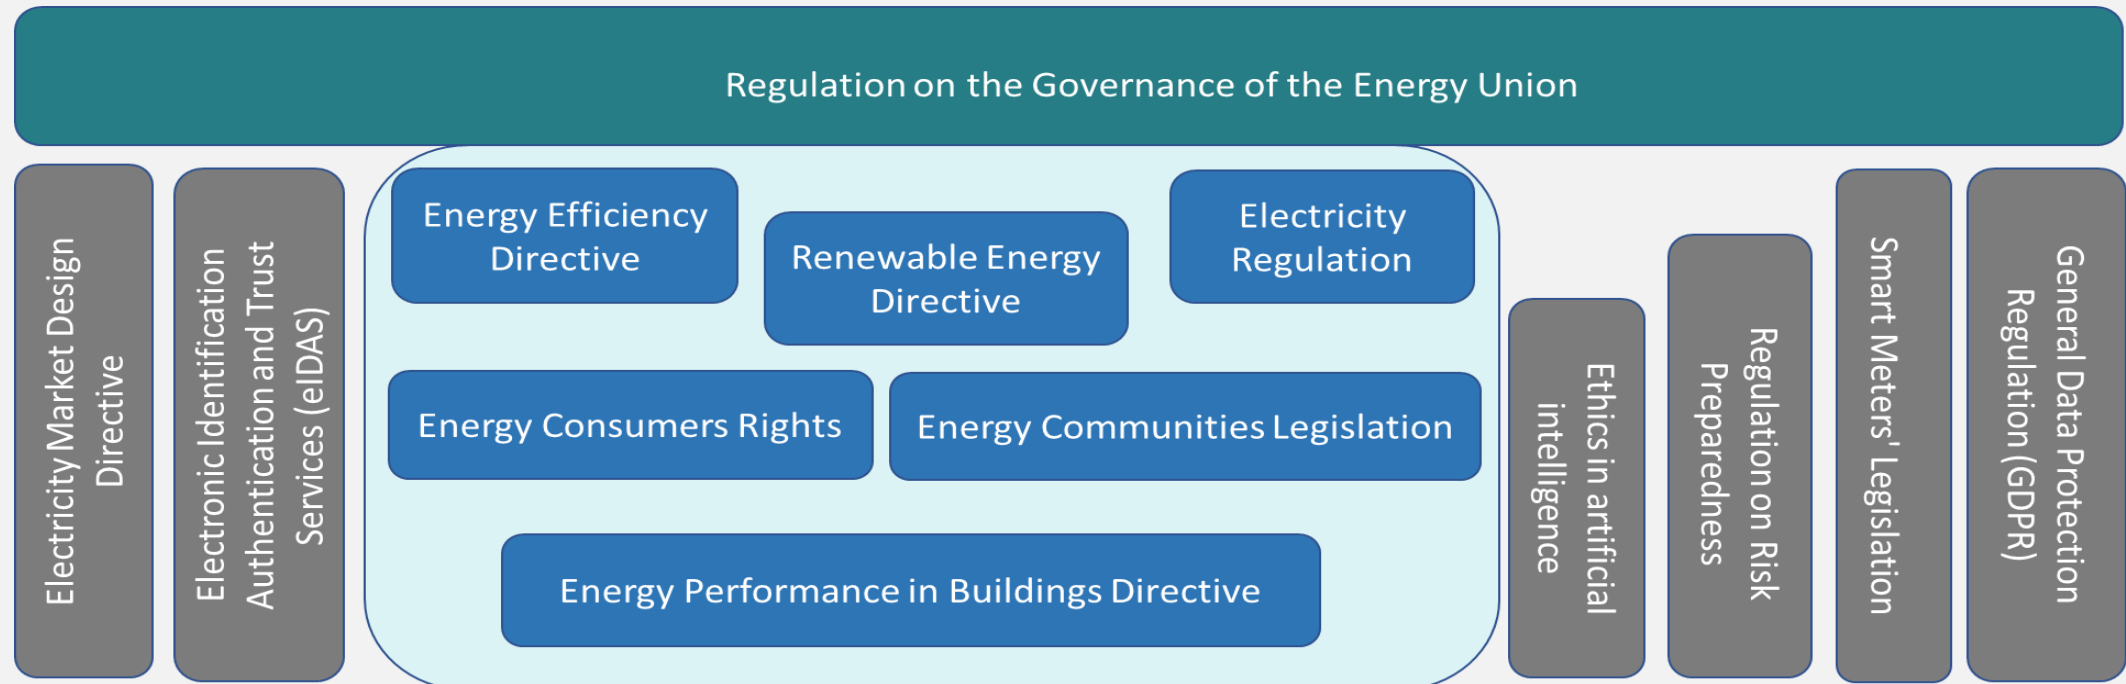 Regulation on the Governance of the Energy Union
Electricity Market Design
Directive
Electronic Identification
Authentication and Trust
Services (eIDAS)
Energy Efficiency
Directive
Renewable Energy
Directive
Electricity
Regulation
Energy Consumers Rights
Energy Communities Legislation
Energy Performance in Buildings Directive
Ethics in artificial
intelligence
Regulation on Risk
Preparedness
Smart Meters' Legislation
General Data Protection
Regulation (GDPR)